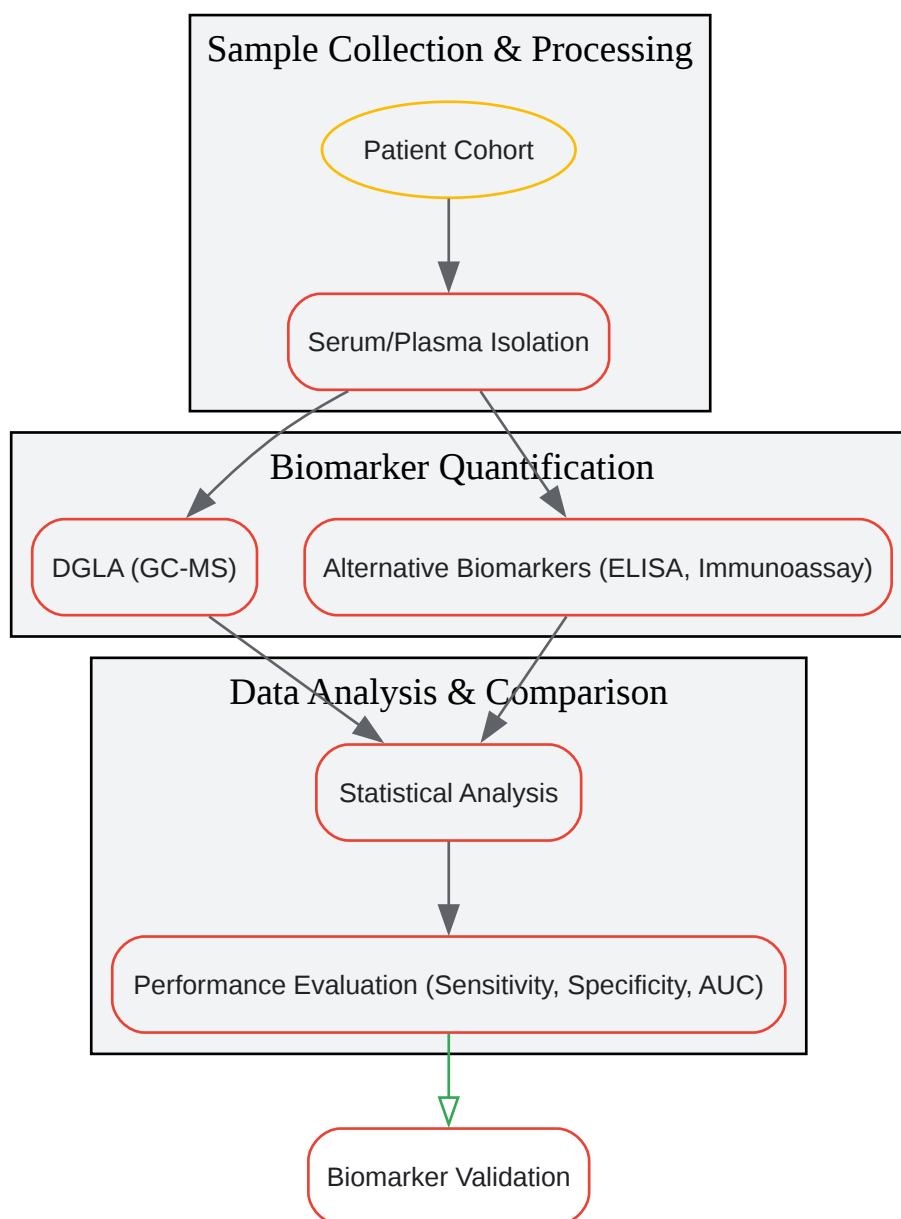 Sample Collection & Processing
Patient Cohort
Serum/Plasma Isolation
Biomarker Quantification
DGLA (GC-MS)
Alternative Biomarkers (ELISA, Immunoassay)
Data Analysis & Comparison
Statistical Analysis
Performance Evaluation (Sensitivity, Specificity, AUC)
Biomarker Validation